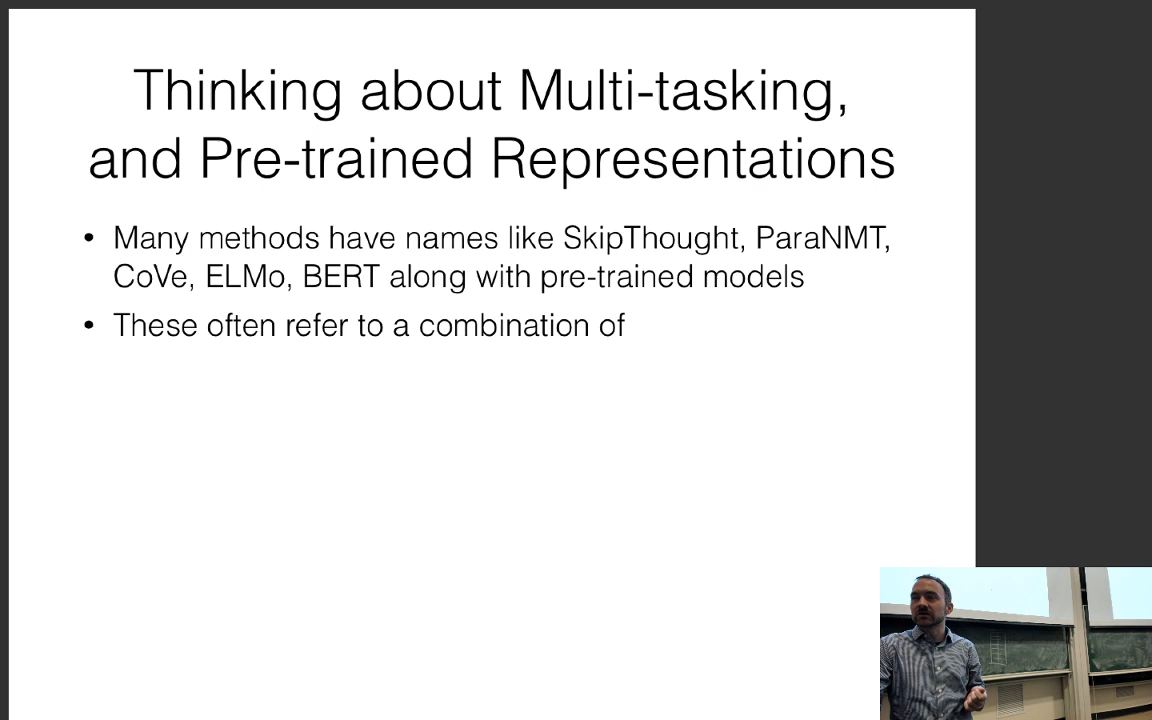 Thinking about Multi-tasking,
and Pre-trained Representations
• Many methods have names like SkipThought, ParaNMT,
CoVe, ELMo, BERT along with pre-trained models
• These often refer to a combination of